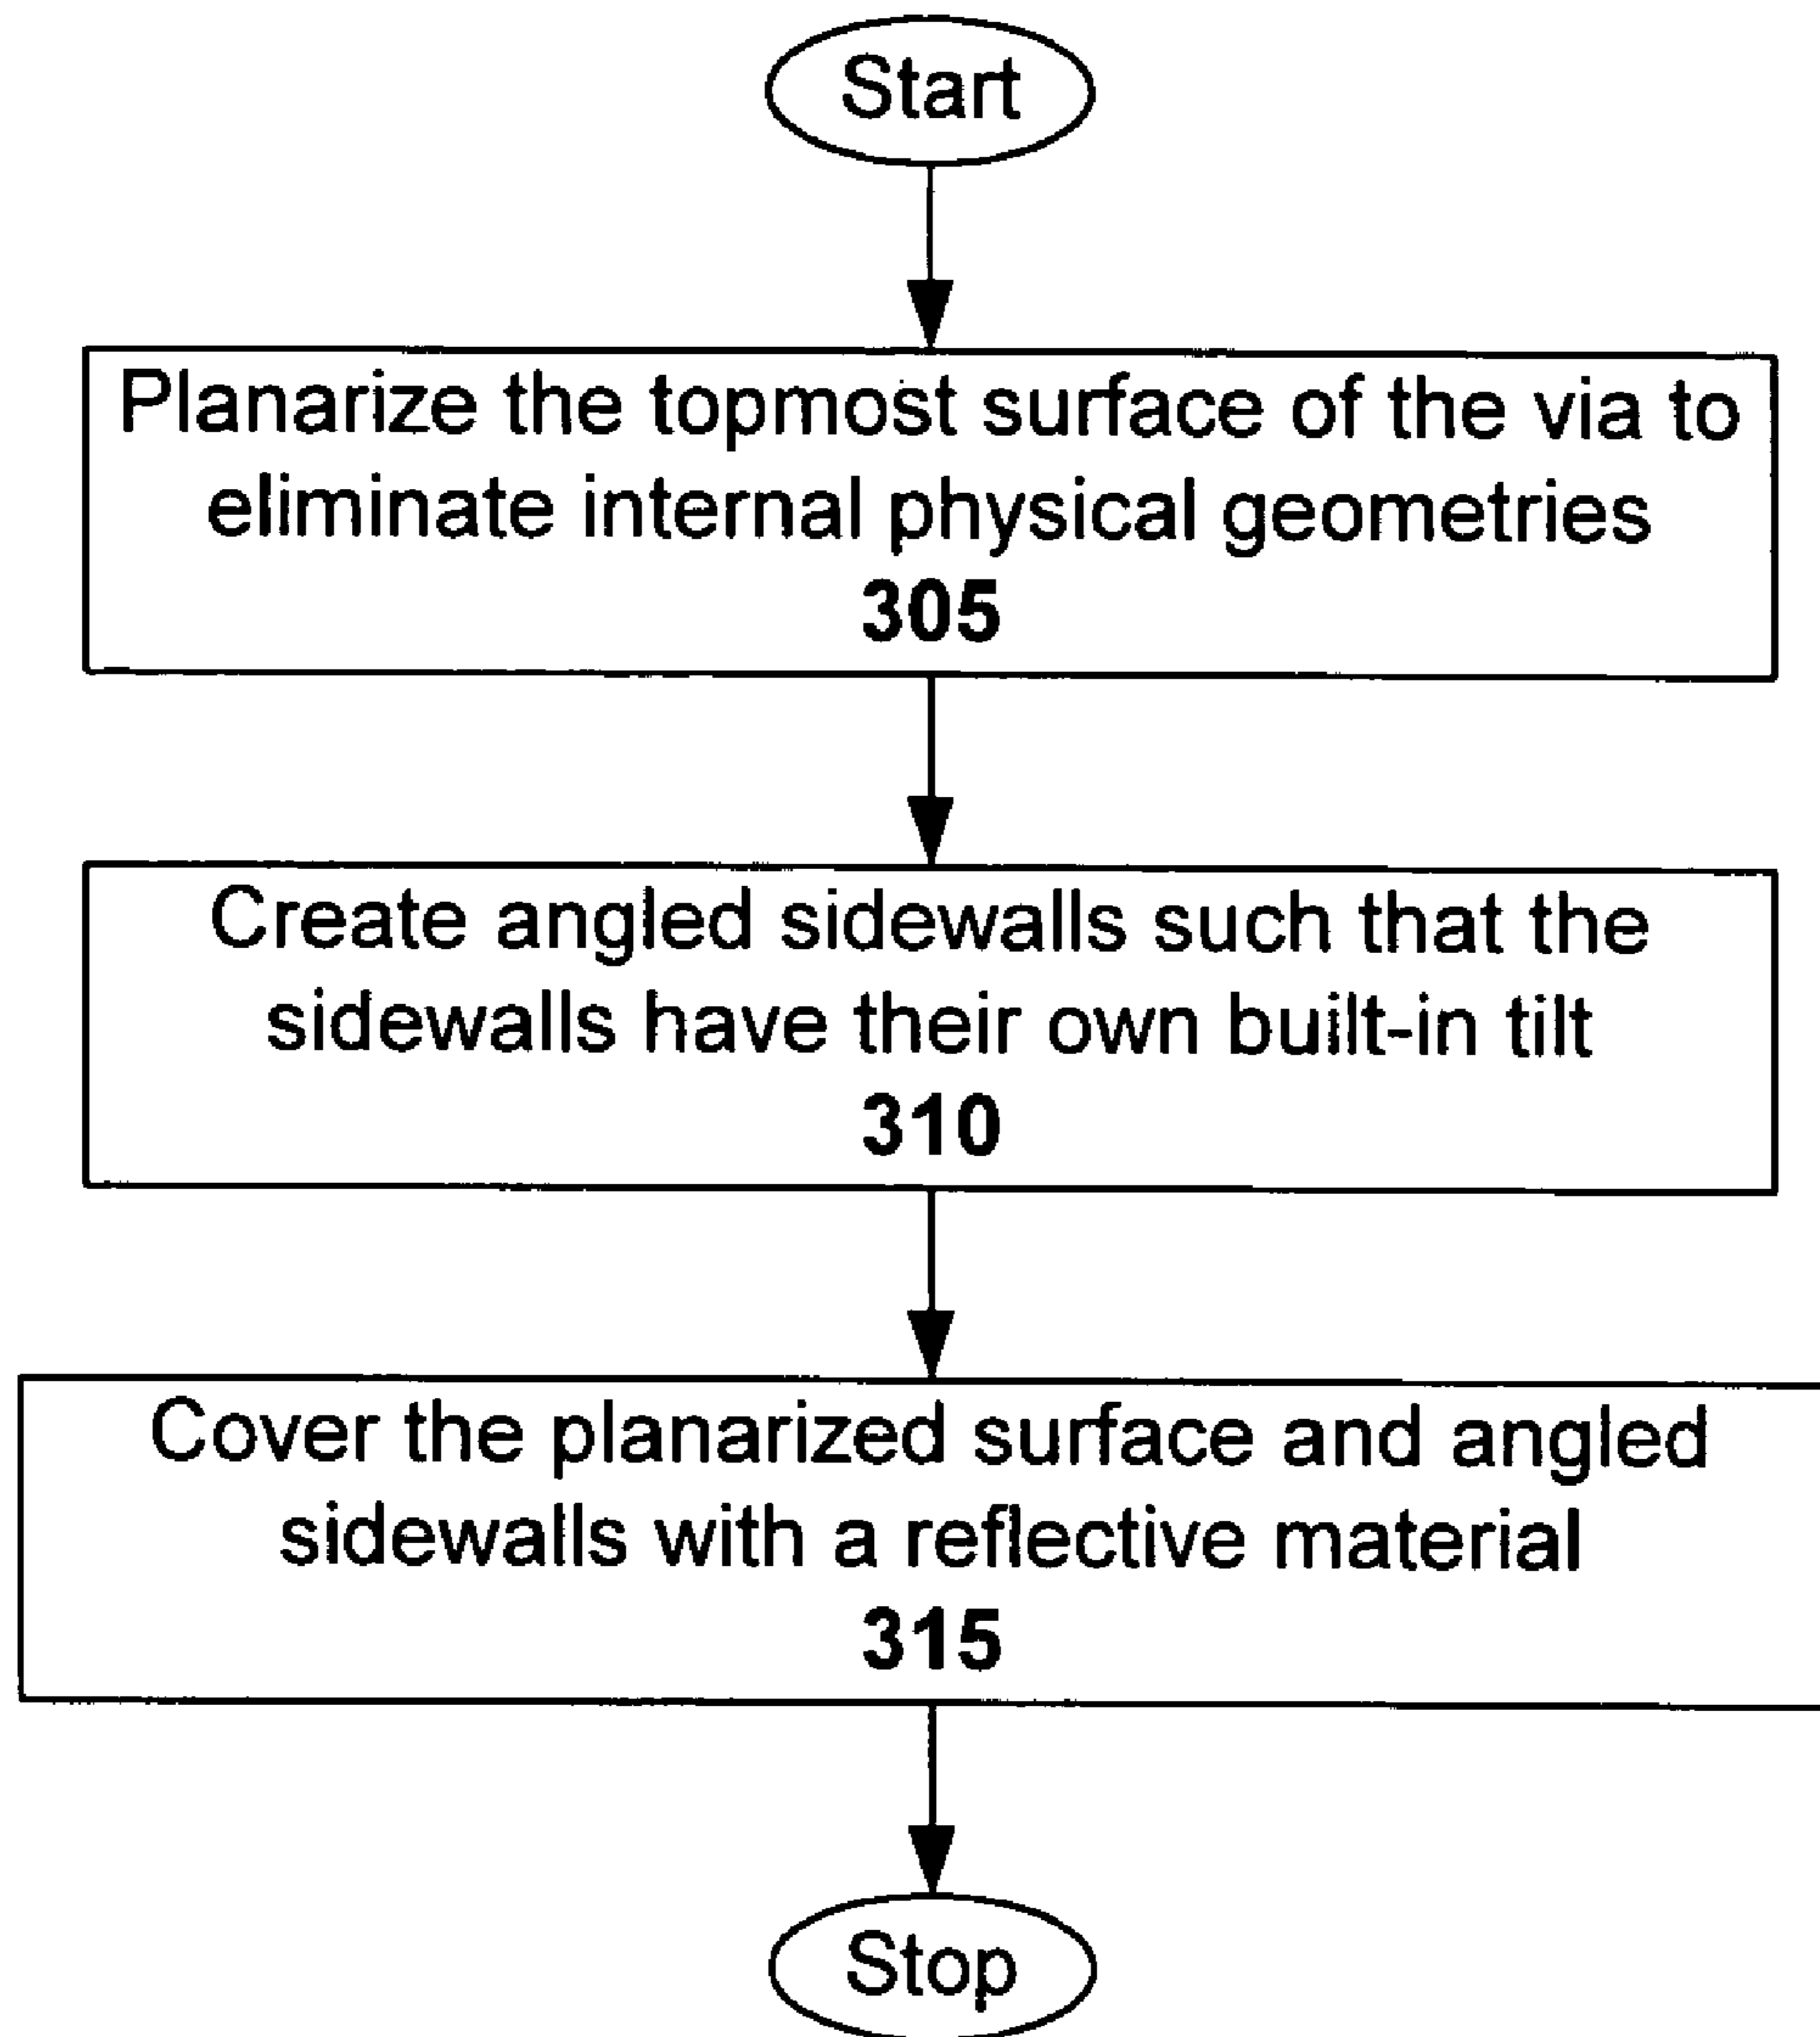 Start
Planarize the topmost surface of the via to
eliminate internal physical geometries
305
Create angled sidewalls such that the
sidewalls have their own built-in tilt
310
Cover the planarized surface and angled
sidewalls with a reflective material
315
Stop